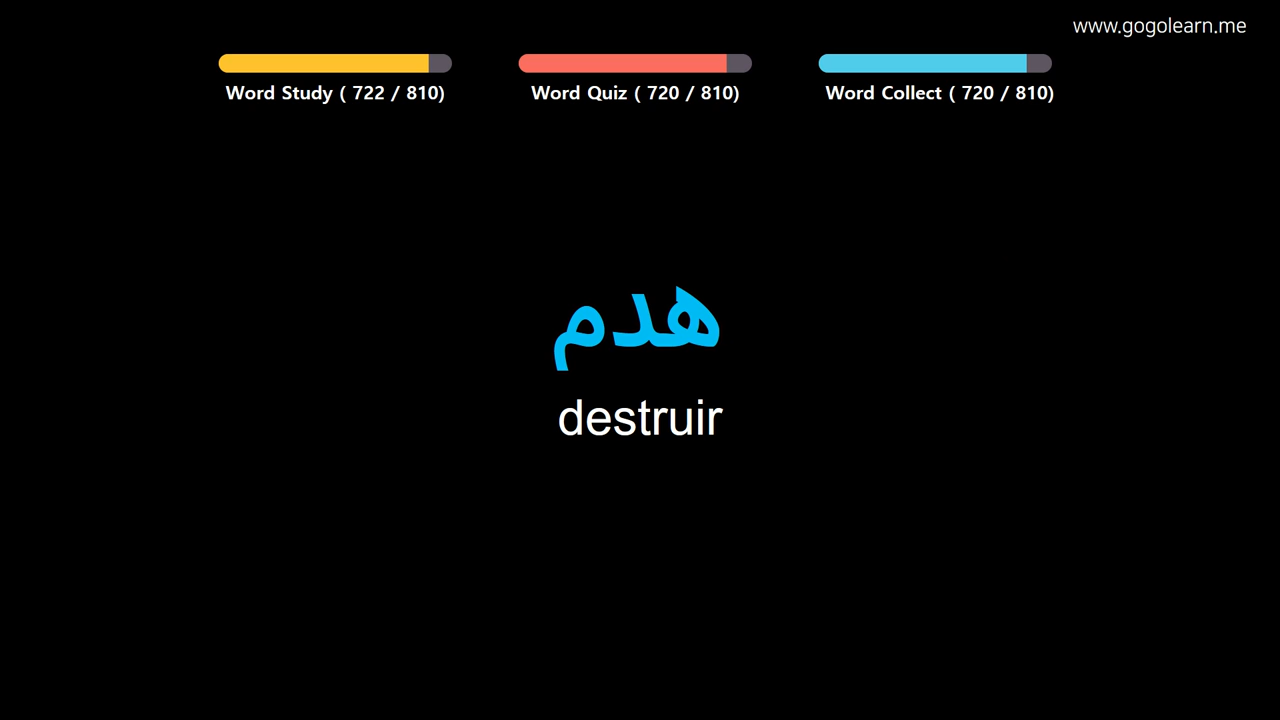 www.gogolearn.me
Word Study ( 722 / 810)
Word Quiz ( 720 / 810)
Word Collect ( 720 / 810)
هدم
destruir